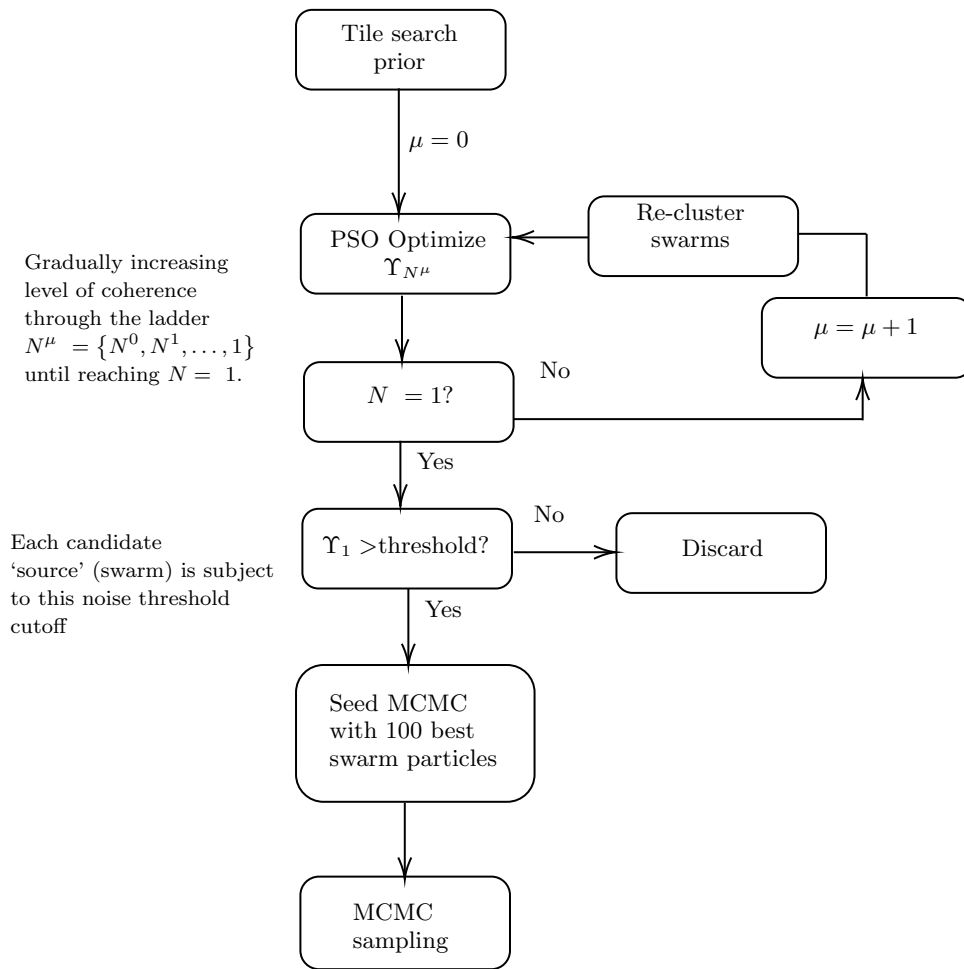 Tile search
prior
μ = 0
Re-cluster
swarms
PSO Optimize
ϒ_{N^μ}
Gradually increasing
level of coherence
through the ladder
N^μ = {N^0, N^1, . . . , 1}
until reaching N = 1.
μ = μ + 1
No
N = 1?
Yes
No
ϒ_1 >threshold?
Discard
Each candidate
‘source’ (swarm) is subject
to this noise threshold
cutoff
Yes
Seed MCMC
with 100 best
swarm particles
MCMC
sampling